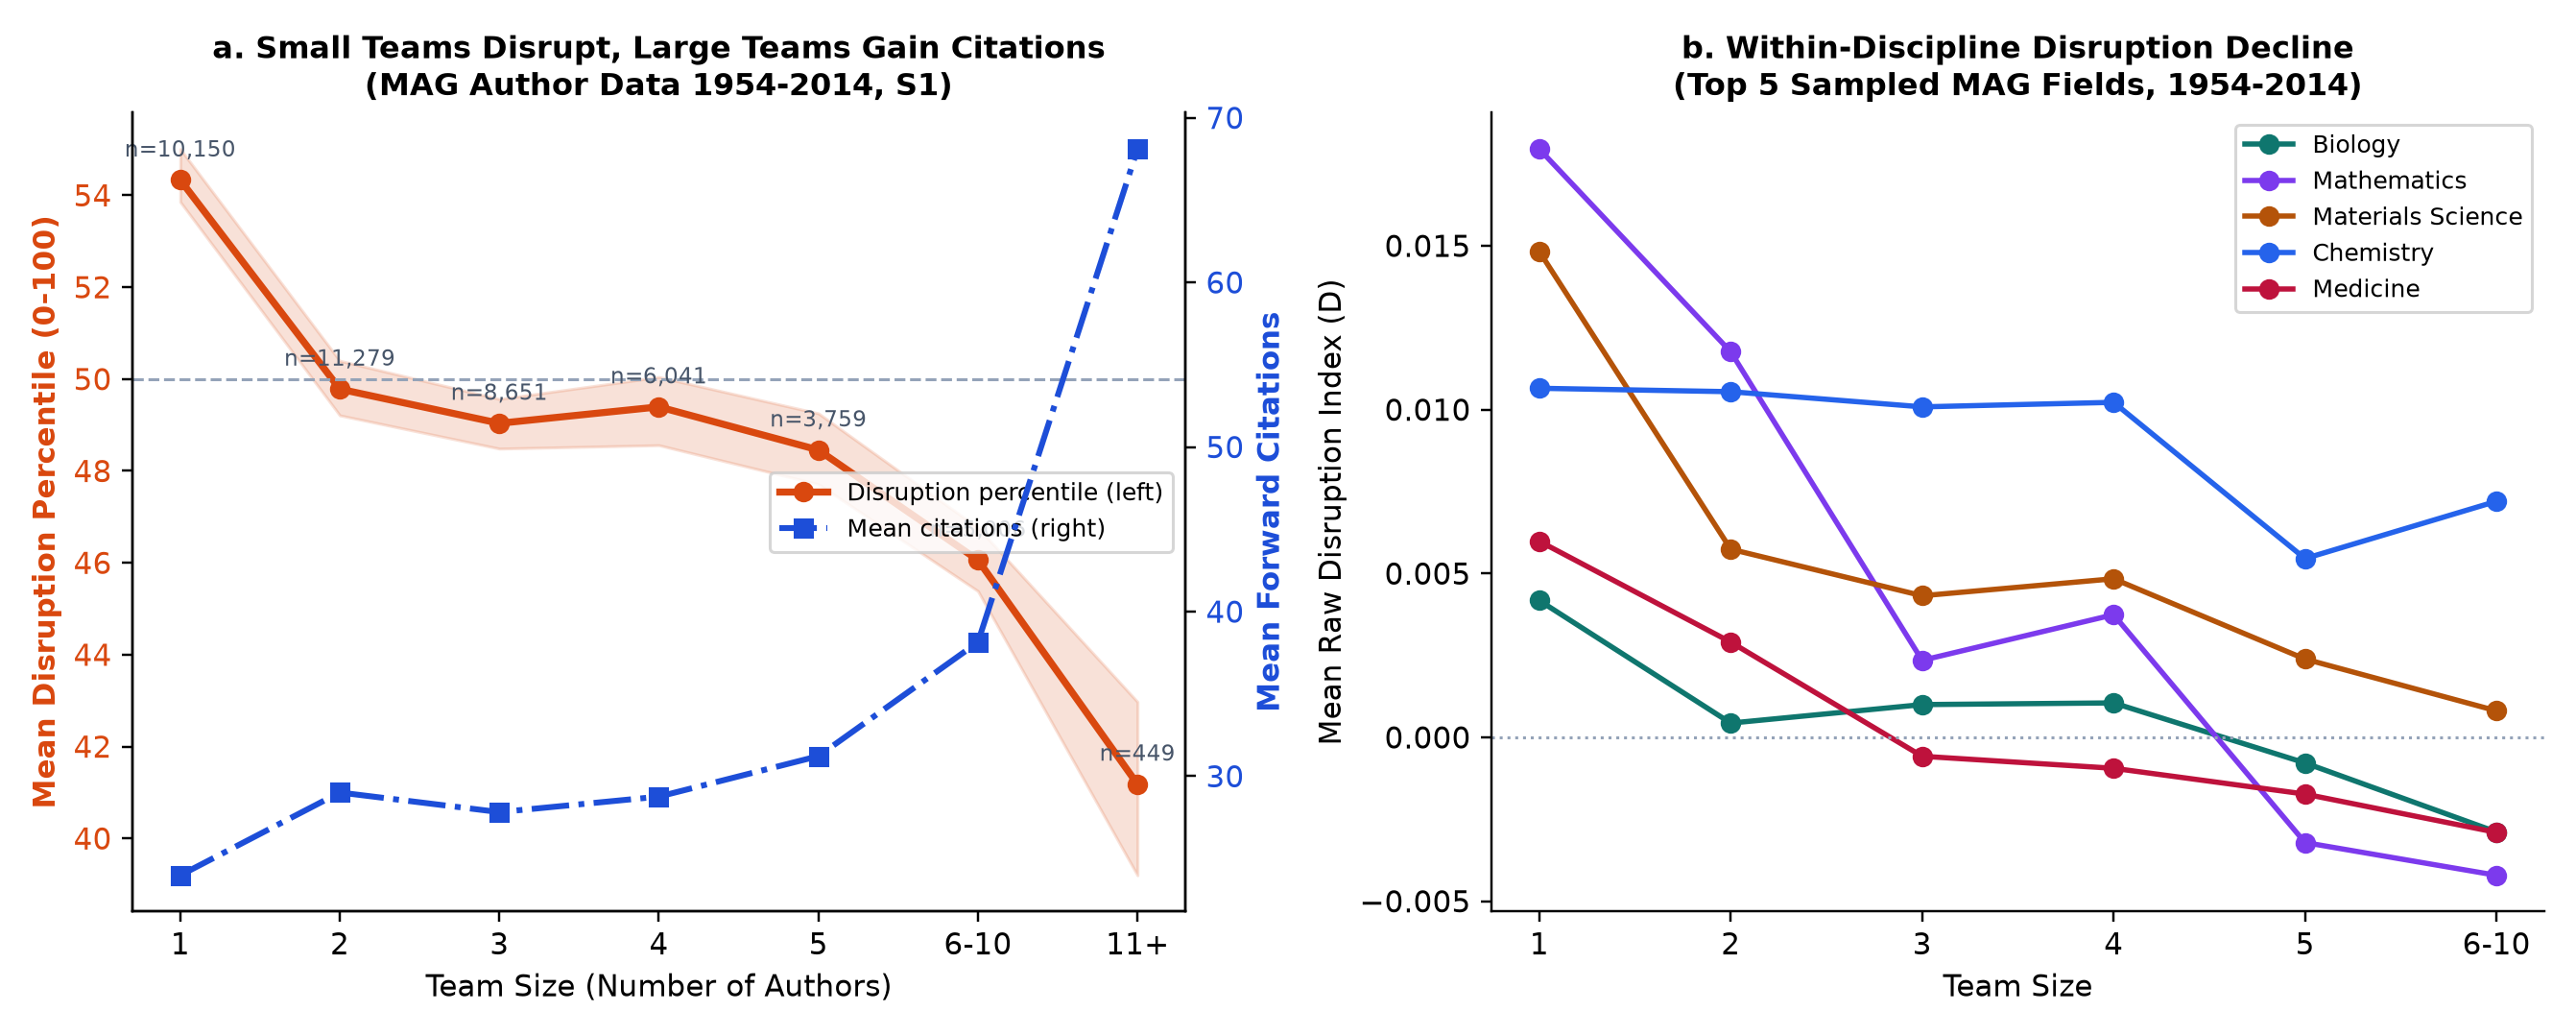 a. Small Teams Disrupt, Large Teams Gain Citations
(MAG Author Data 1954-2014, S1)
Mean Disruption Percentile (0-100)
54
52
50
48
46
44
42
40
n=10,150
n=11,279
n=8,651
n=6,041
n=3,759
n=449
Disruption percentile (left)
Mean citations (right)
70
60
50
40
30
Mean Forward Citations
1 2 3 4 5 6-10 11+
Team Size (Number of Authors)
b. Within-Discipline Disruption Decline
(Top 5 Sampled MAG Fields, 1954-2014)
Mean Raw Disruption Index (D)
0.015
0.010
0.005
0.000
−0.005
Biology
Mathematics
Materials Science
Chemistry
Medicine
1 2 3 4 5 6-10
Team Size